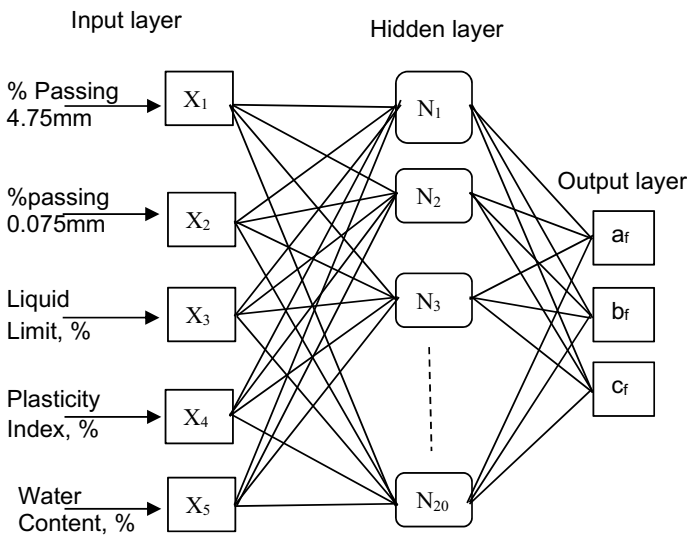 Input layer
Hidden layer
Output layer
% Passing
4.75mm
X1
%passing
0.075mm
X2
Liquid
Limit, %
X3
Plasticity
Index, %
X4
Water
Content, %
X5
N1
N2
N3
N20
af
bf
cf